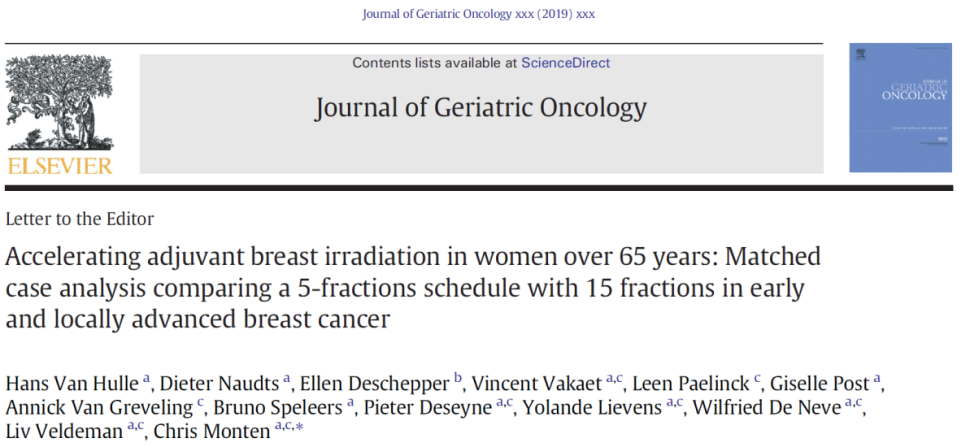 Journal of Geriatric Oncology xxx (2019) xxx
Contents lists available at ScienceDirect
Journal of Geriatric Oncology
JOURNAL OF
GERIATRIC
ONCOLOGY
ELSEVIER
Letter to the Editor
Accelerating adjuvant breast irradiation in women over 65 years: Matched
case analysis comparing a 5-fractions schedule with 15 fractions in early
and locally advanced breast cancer
Hans Van Hulle a, Dieter Naudts a, Ellen Deschepper b, Vincent Vakaet a,c, Leen Paelinck c, Giselle Post a,
Annick Van Greveling c, Bruno Speleers a, Pieter Deseyne a,c, Yolande Lievens a,c, Wilfried De Neve a,c,
Liv Veldeman a,c, Chris Monten a,c,*